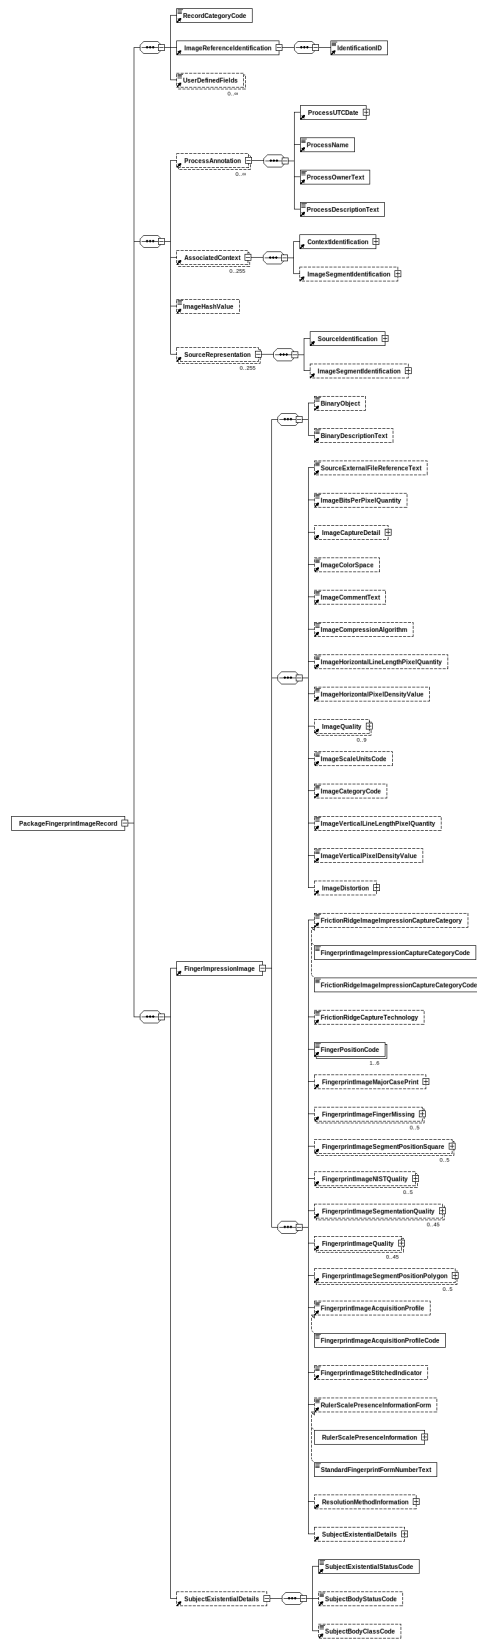 RecordCategoryCode
ImageReferenceIdentification
IdentificationID
UserDefinedFields
0..∞
ProcessAnnotation
0..∞
ProcessUTCDate
ProcessName
ProcessOwnerText
ProcessDescriptionText
AssociatedContext
0..255
ContextIdentification
ImageSegmentIdentification
ImageHashValue
SourceRepresentation
0..255
SourceIdentification
ImageSegmentIdentification
BinaryObject
BinaryDescriptionText
SourceExternalFileReferenceText
ImageBitsPerPixelQuantity
ImageCaptureDetail
ImageColorSpace
ImageCommentText
ImageCompressionAlgorithm
ImageHorizontalLineLengthPixelQuantity
ImageHorizontalPixelDensityValue
ImageQuality
0..9
ImageScaleUnitsCode
ImageCategoryCode
PackageFingerprintImageRecord
ImageVerticalLineLengthPixelQuantity
ImageVerticalPixelDensityValue
ImageDistortion
FrictionRidgeImageImpressionCaptureCategory
FingerprintImageImpressionCaptureCategoryCode
FingerImpressionImage
FrictionRidgeImageImpressionCaptureCategoryCode
FrictionRidgeCaptureTechnology
FingerPositionCode
1..6
FingerprintImageMajorCasePrint
FingerprintImageFingerMissing
0..5
FingerprintImageSegmentPositionSquare
0..5
FingerprintImageNISTQuality
0..5
FingerprintImageSegmentationQuality
0..45
FingerprintImageQuality
0..45
FingerprintImageSegmentPositionPolygon
0..5
FingerprintImageAcquisitionProfile
FingerprintImageAcquisitionProfileCode
FingerprintImageStitchedIndicator
RulerScalePresenceInformationForm
RulerScalePresenceInformation
StandardFingerprintFormNumberText
ResolutionMethodInformation
SubjectExistentialDetails
SubjectExistentialStatusCode
SubjectExistentialDetails
SubjectBodyStatusCode
SubjectBodyClassCode